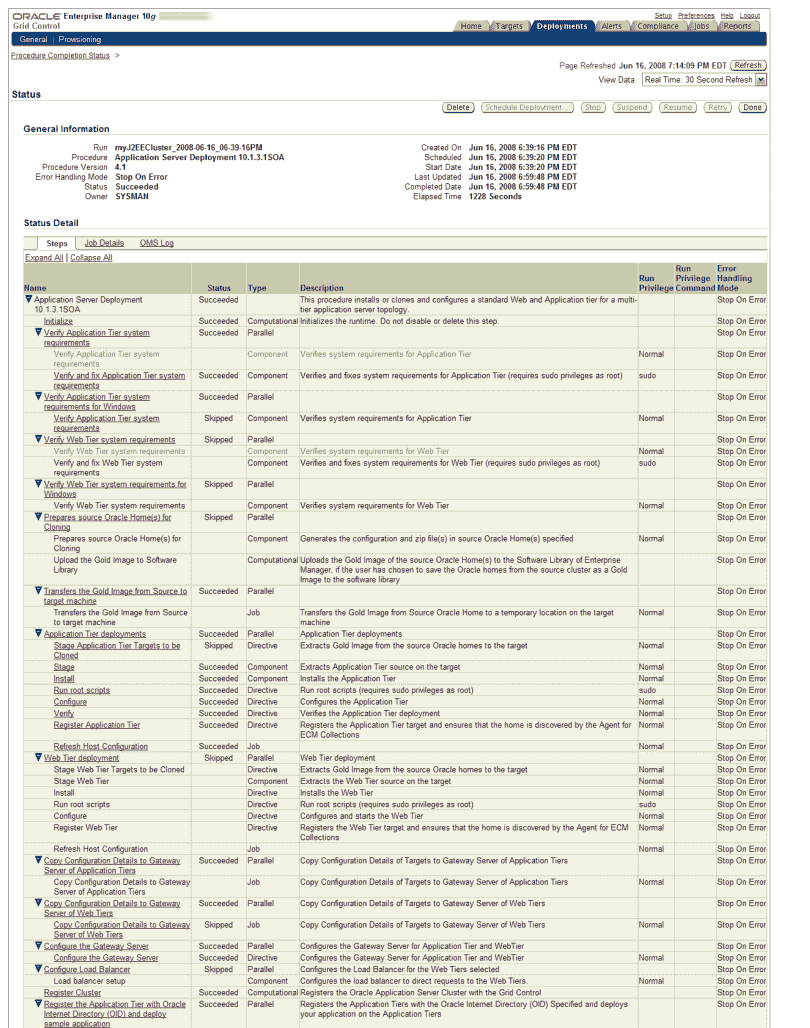 ORACLE Enterprise Manager 10g
Grid Control
Setup Preferences Help Logout
Home Targets Deployments Alerts Compliance Jobs Reports
General | Provisioning
Procedure Completion Status >
Page Refreshed Jun 16, 2008 7:14:09 PM EDT Refresh
View Data Real Time: 30 Second Refresh
Status
Delete Schedule Deployment... Stop Suspend Resume Retry Done
General Information
Run myJ2EECluster_2008-06-16_06-39-16PM
Procedure Application Server Deployment 10.1.3.1SOA
Procedure Version 4.1
Error Handling Mode Stop On Error
Status Succeeded
Owner SYSMAN
Created On Jun 16, 2008 6:39:16 PM EDT
Scheduled Jun 16, 2008 6:39:20 PM EDT
Start Date Jun 16, 2008 6:39:20 PM EDT
Last Updated Jun 16, 2008 6:59:48 PM EDT
Completed Date Jun 16, 2008 6:59:48 PM EDT
Elapsed Time 1228 Seconds
Status Detail
Steps Job Details OMS Log
Expand All | Collapse All
Run Error
Run Privilege Handling
Name Status Type Description Privilege Command Mode
Application Server Deployment Succeeded This procedure installs or clones and configures a standard Web and Application tier for a multi- Stop On Error
10.1.3.1SOA tier application server topology.
Initialize Succeeded Computational Initializes the runtime. Do not disable or delete this step. Stop On Error
Verify Application Tier system Succeeded Parallel Stop On Error
requirements
Verify Application Tier system Component Verifies system requirements for Application Tier Normal Stop On Error
requirements
Verify and fix Application Tier system Succeeded Component Verifies and fixes system requirements for Application Tier (requires sudo privileges as root) sudo Stop On Error
requirements
Verify Application Tier system Succeeded Parallel Stop On Error
requirements for Windows
Verify Application Tier system Skipped Component Verifies system requirements for Application Tier Normal Stop On Error
requirements
Verify Web Tier system requirements Skipped Parallel Stop On Error
Verify Web Tier system requirements Component Verifies system requirements for Web Tier Normal Stop On Error
Verify and fix Web Tier system Component Verifies and fixes system requirements for Web Tier (requires sudo privileges as root) sudo Stop On Error
requirements
Verify Web Tier system requirements for Skipped Parallel Stop On Error
Windows
Verify Web Tier system requirements Component Verifies system requirements for Web Tier Normal Stop On Error
Prepares source Oracle Home(s) for Skipped Parallel Stop On Error
Cloning
Prepares source Oracle Home(s) for Component Generates the configuration and zip file(s) in source Oracle Home(s) specified Normal Stop On Error
Cloning
Upload the Gold Image to Software Computational Uploads the Gold Image of the source Oracle Home(s) to the Software Library of Enterprise Stop On Error
Library Manager, if the user has chosen to save the Oracle homes from the source cluster as a Gold
Image to the software library
Transfers the Gold Image from Source to Succeeded Parallel Stop On Error
target machine
Transfers the Gold Image from Source Job Transfers the Gold Image from Source Oracle Home to a temporary location on the target Normal Stop On Error
to target machine machine
Application Tier deployments Succeeded Parallel Application Tier deployments Stop On Error
Stage Application Tier Targets to be Skipped Directive Extracts Gold Image from the source Oracle homes to the target Normal Stop On Error
Cloned
Stage Succeeded Component Extracts Application Tier source on the target Normal Stop On Error
Install Succeeded Component Installs the Application Tier Normal Stop On Error
Run root scripts Succeeded Directive Run root scripts (requires sudo privileges as root) sudo Stop On Error
Configure Succeeded Directive Configures the Application Tier Normal Stop On Error
Verify Succeeded Directive Verifies the Application Tier deployment Normal Stop On Error
Register Application Tier Succeeded Directive Registers the Application Tier target and ensures that the home is discovered by the Agent for Normal Stop On Error
ECM Collections
Refresh Host Configuration Succeeded Job Normal Stop On Error
Web Tier deployment Skipped Parallel Web Tier deployment Stop On Error
Stage Web Tier Targets to be Cloned Directive Extracts Gold Image from the source Oracle homes to the target Normal Stop On Error
Stage Web Tier Component Extracts the Web Tier source on the target Normal Stop On Error
Install Directive Installs the Web Tier Normal Stop On Error
Run root scripts Directive Run root scripts (requires sudo privileges as root) sudo Stop On Error
Configure Directive Configures and starts the Web Tier Normal Stop On Error
Register Web Tier Directive Registers the Web Tier target and ensures that the home is discovered by the Agent for ECM Normal Stop On Error
Collections
Refresh Host Configuration Job Normal Stop On Error
Copy Configuration Details to Gateway Succeeded Parallel Copy Configuration Details of Targets to Gateway Server of Application Tiers Stop On Error
Server of Application Tiers
Copy Configuration Details to Gateway Job Copy Configuration Details of Targets to Gateway Server of Application Tiers Normal Stop On Error
Server of Application Tiers
Copy Configuration Details to Gateway Succeeded Parallel Copy Configuration Details of Targets to Gateway Server of Web Tiers Stop On Error
Server of Web Tiers
Copy Configuration Details to Gateway Skipped Job Copy Configuration Details of Targets to Gateway Server of Web Tiers Normal Stop On Error
Server of Web Tiers
Configure the Gateway Server Succeeded Parallel Configures the Gateway Server for Application Tier and WebTier Stop On Error
Configure the Gateway Server Succeeded Directive Configures the Gateway Server for Application Tier and WebTier Normal Stop On Error
Configure Load Balancer Skipped Parallel Configures the Load Balancer for the Web Tiers selected Stop On Error
Load balancer setup Component Configures the load balancer to direct requests to the Web Tiers. Normal Stop On Error
Register Cluster Succeeded Computational Registers the Oracle Application Server Cluster with the Grid Control Stop On Error
Register the Application Tier with Oracle Succeeded Parallel Registers the Application Tiers with the Oracle Internet Directory (OID) Specified and deploys Stop On Error
Internet Directory (OID) and deploy your application on the Application Tiers
sample application